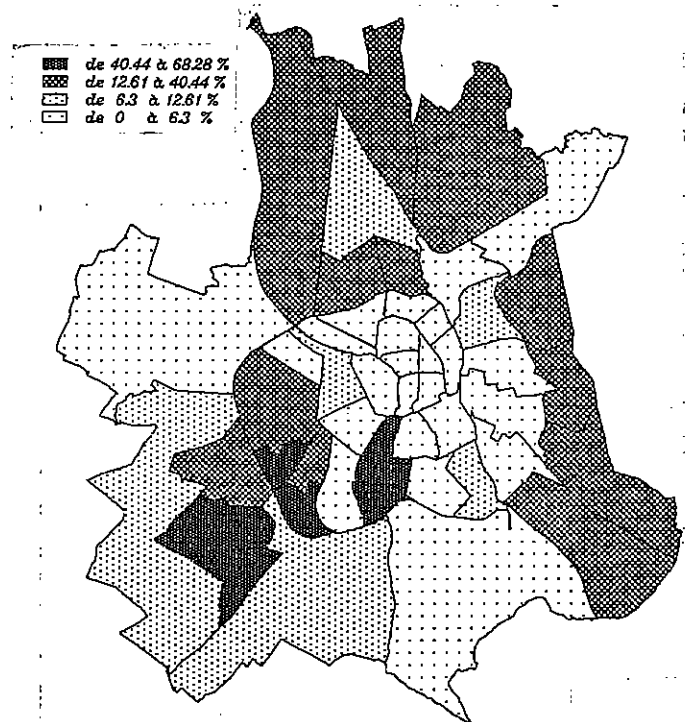 de 40.44 à 68.28 %
de 12.61 à 40.44 %
de 6.3 à 12.61 %
de 0 à 6.3 %